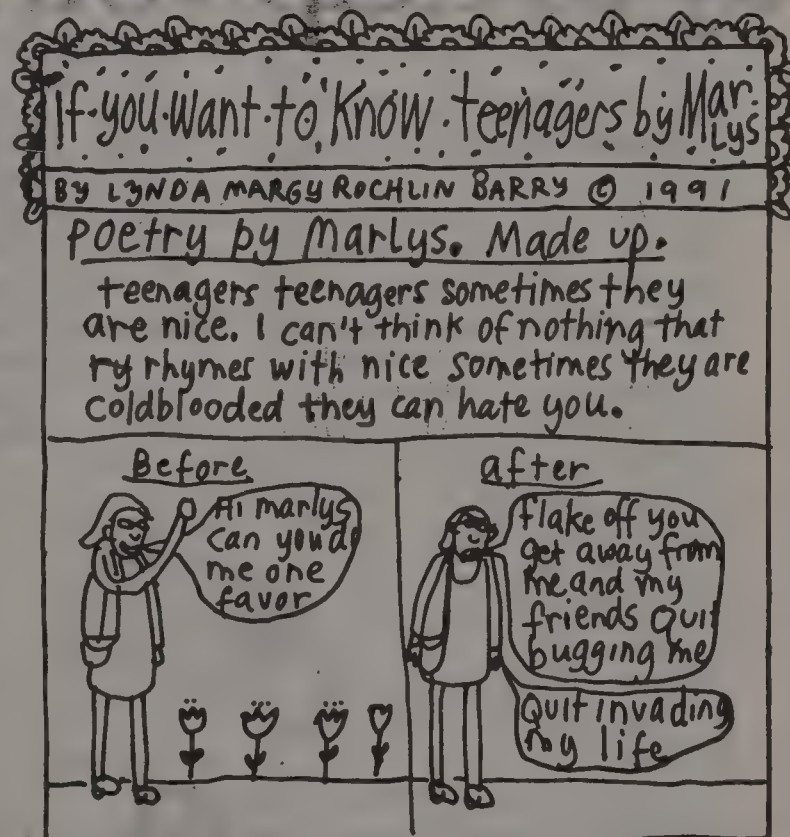 If you want to Know teenagers by Mar
Lys
BY LYNDA MARGY ROCHLIN BARRY © 1991
Poetry by Marlys. Made up.
teenagers teenagers sometimes they
are nice. I can't think of nothing that
ry rhymes with nice sometimes they are
coldblooded they can hate you.
Before
Hi marlys
can you do
me one
favor
after
flake off you
get away from
me and my
friends Quit
bugging me
Quit invading
my life